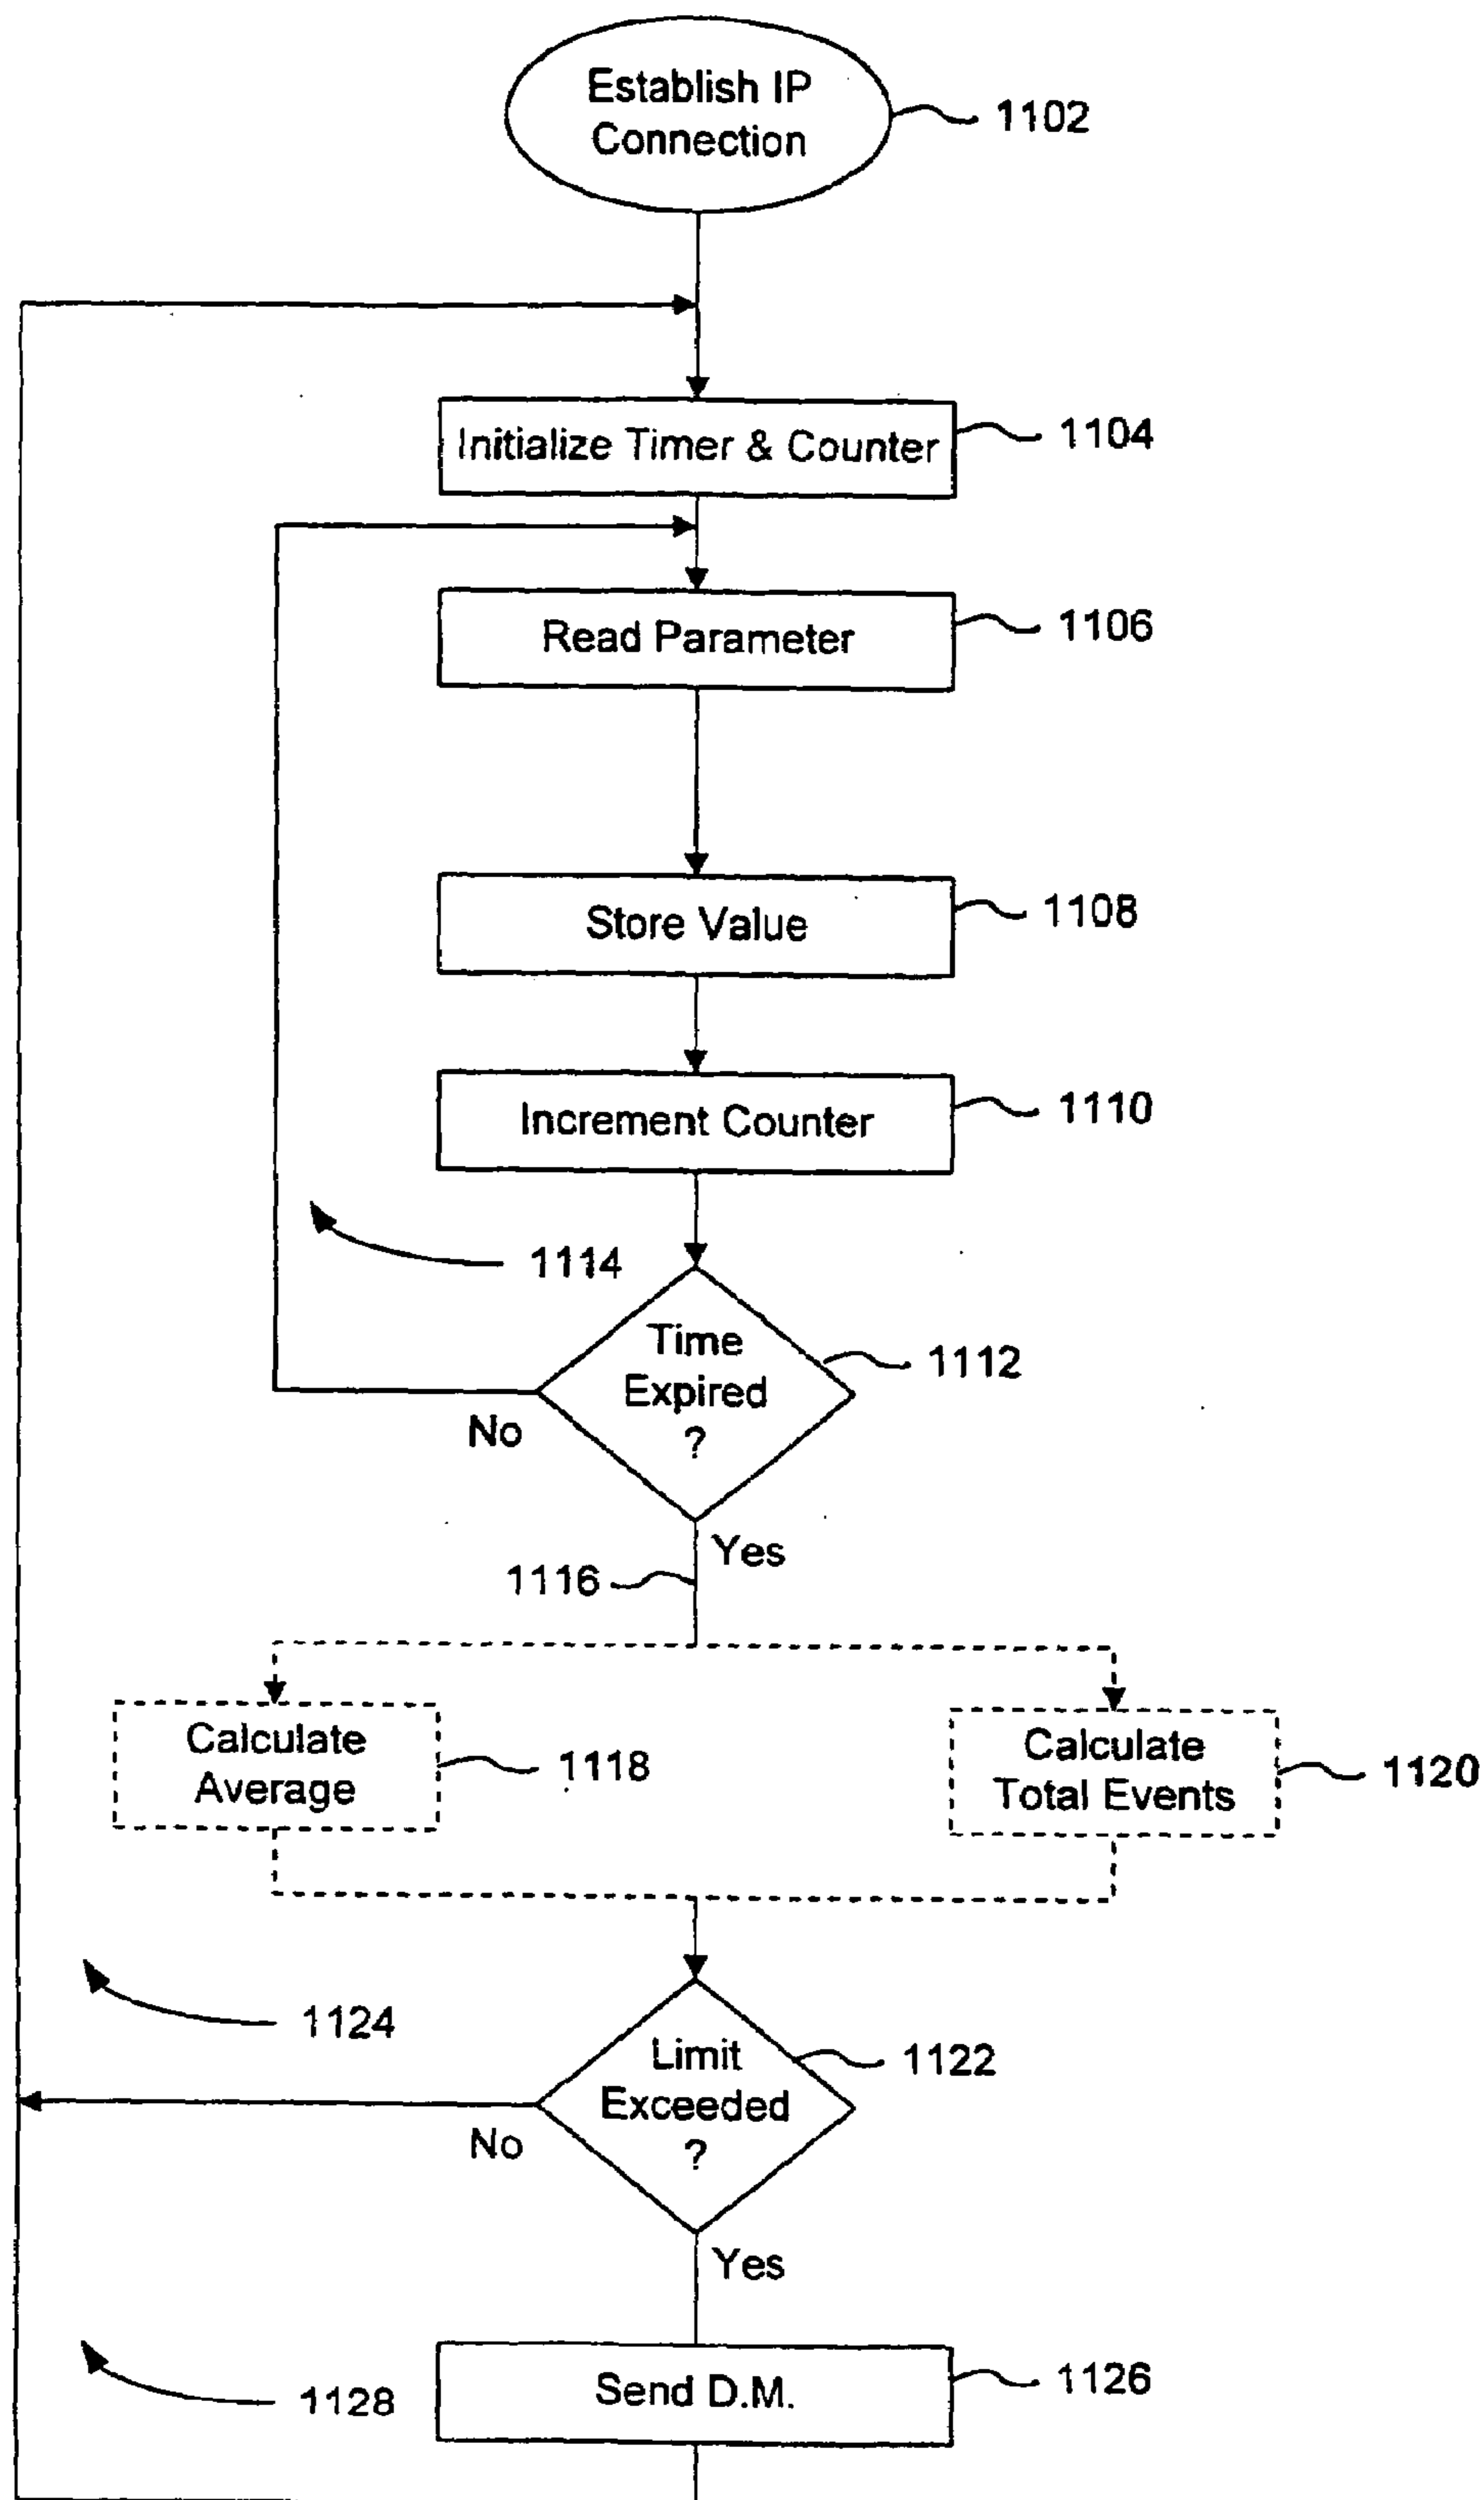 Establish IP
Connection
1102
Initialize Timer & Counter
1104
Read Parameter
1106
Store Value
1108
Increment Counter
1110
1114
Time
Expired
?
1112
No
Yes
1116
Calculate
Average
1118
Calculate
Total Events
1120
1124
Limit
Exceeded
?
1122
No
Yes
1128
Send D.M.
1126